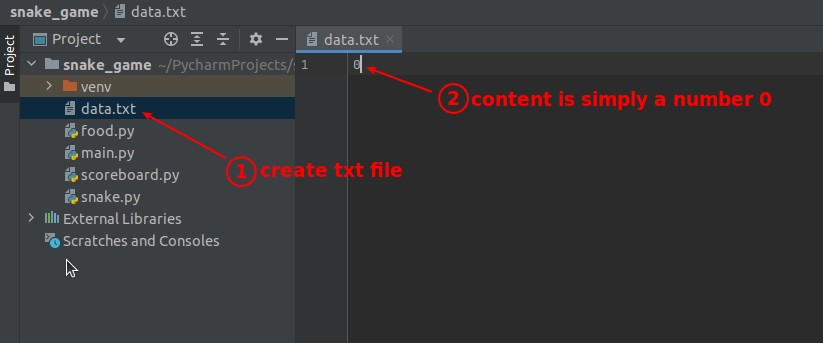 snake_game data.txt
Project
Project
data.txt
snake_game ~/PycharmProjects/
1
0
venv
data.txt
2 content is simply a number 0
food.py
main.py
1 create txt file
scoreboard.py
snake.py
External Libraries
Scratches and Consoles